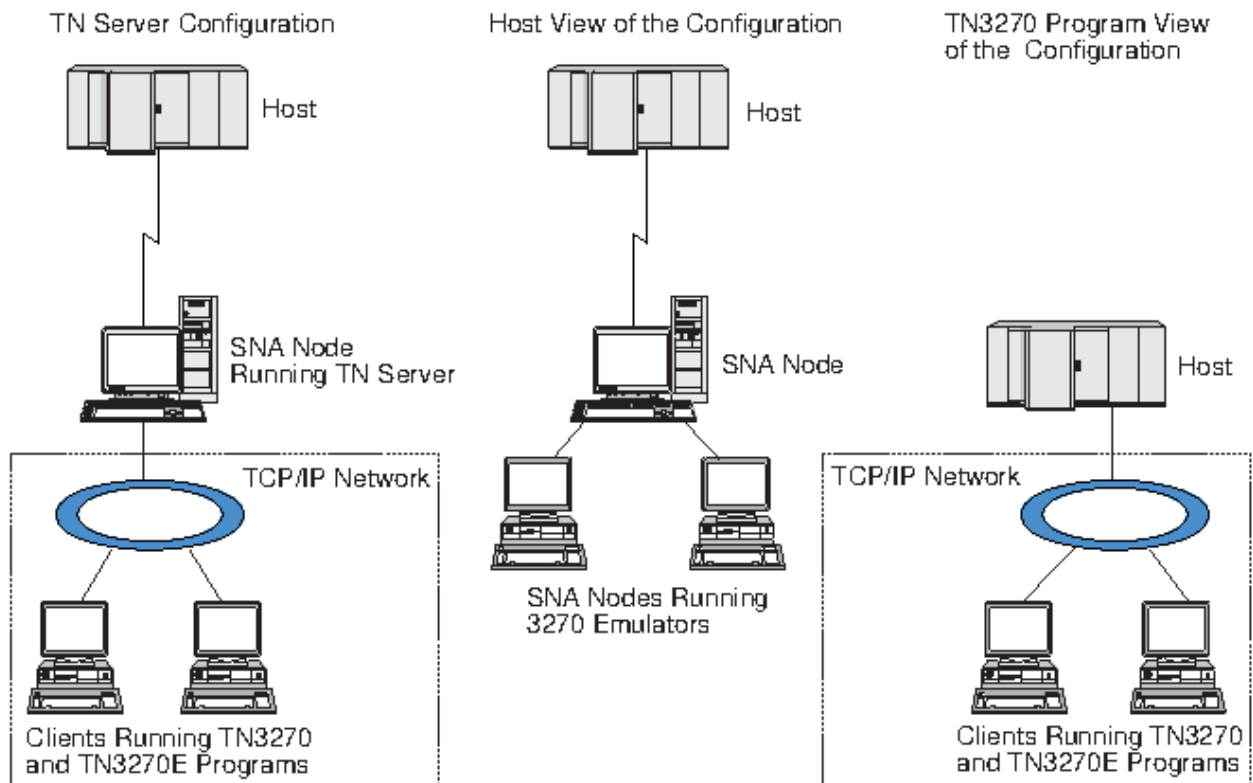 TN Server Configuration
Host
SNA Node
Running TN Server
TCP/IP Network
Clients Running TN3270
and TN3270E Programs
Host View of the Configuration
Host
SNA Node
SNA Nodes Running
3270 Emulators
TN3270 Program View
of the Configuration
Host
TCP/IP Network
Clients Running TN3270
and TN3270E Programs